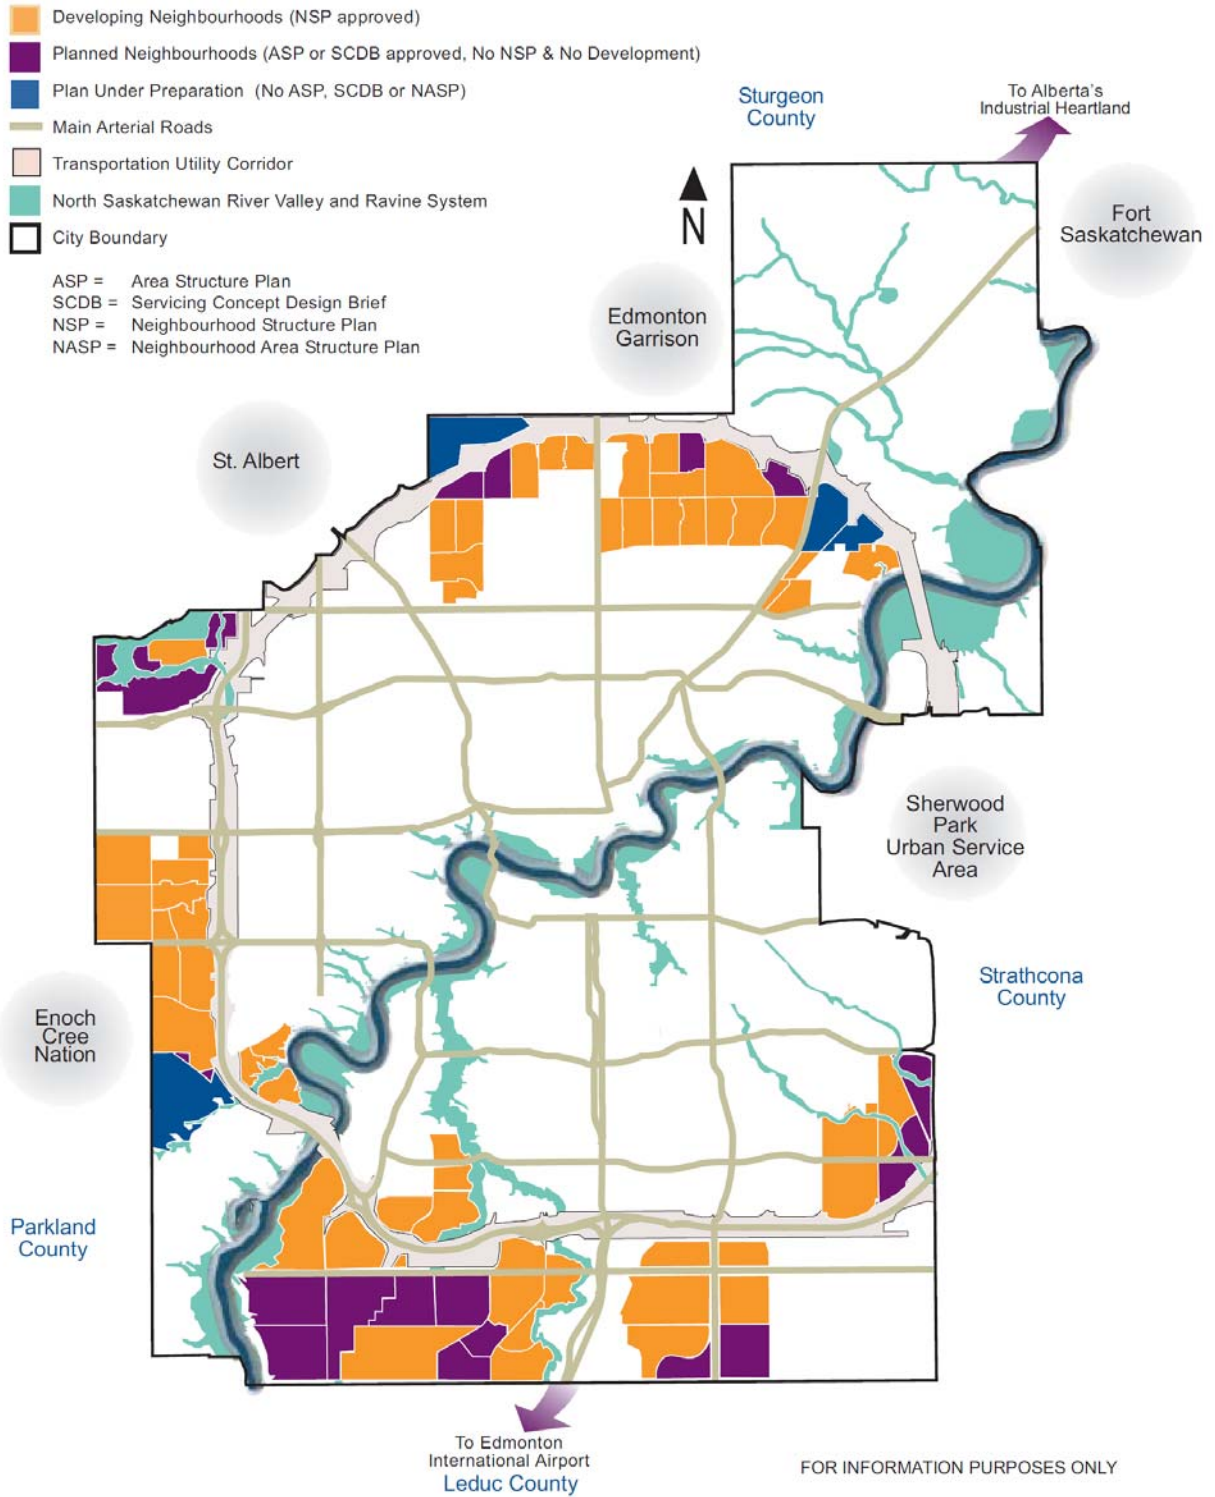 Developing Neighbourhoods (NSP approved)
Planned Neighbourhoods (ASP or SCDB approved, No NSP & No Development)
Plan Under Preparation (No ASP, SCDB or NASP)
Main Arterial Roads
Transportation Utility Corridor
North Saskatchewan River Valley and Ravine System
City Boundary
ASP = Area Structure Plan
SCDB = Servicing Concept Design Brief
NSP = Neighbourhood Structure Plan
NASP = Neighbourhood Area Structure Plan
Sturgeon
County
To Alberta's
Industrial Heartland
N
Fort
Saskatchewan
Edmonton
Garrison
St. Albert
Sherwood
Park
Urban Service
Area
Strathcona
County
Enoch
Cree
Nation
Parkland
County
To Edmonton
International Airport
Leduc County
FOR INFORMATION PURPOSES ONLY